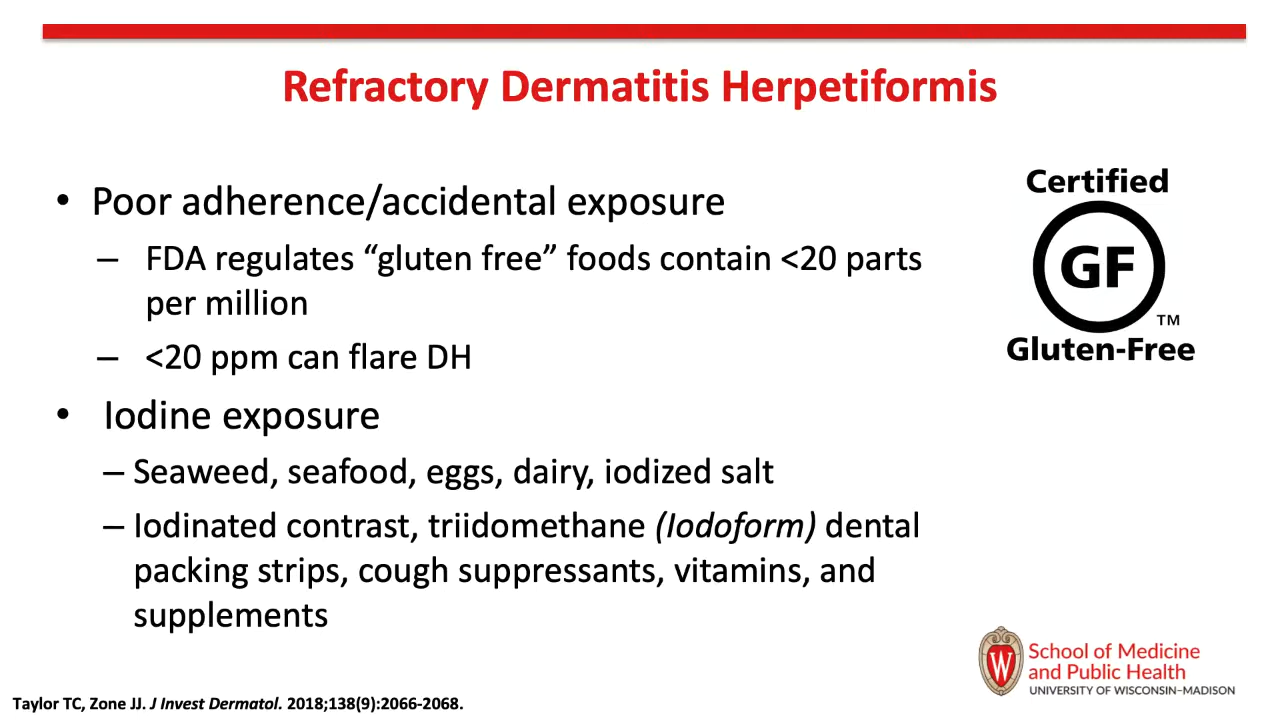 Refractory Dermatitis Herpetiformis
• Poor adherence/accidental exposure
– FDA regulates “gluten free” foods contain <20 parts
per million
– <20 ppm can flare DH
• Iodine exposure
– Seaweed, seafood, eggs, dairy, iodized salt
– Iodinated contrast, triidomethane (Iodoform) dental
packing strips, cough suppressants, vitamins, and
supplements
Certified
GF
TM
Gluten-Free
W
School of Medicine
and Public Health
UNIVERSITY OF WISCONSIN–MADISON
Taylor TC, Zone JJ. J Invest Dermatol. 2018;138(9):2066-2068.